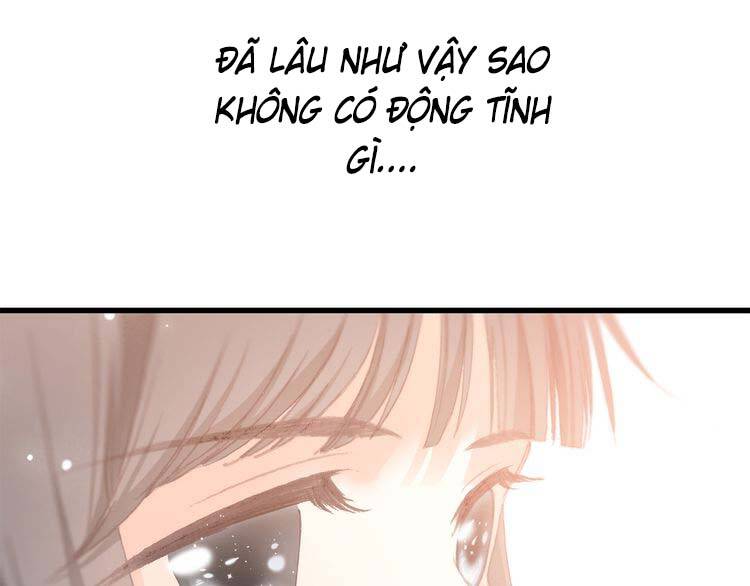 ĐÃ LÂU NHƯ VẬY SAO
KHÔNG CÓ ĐỘNG TĨNH
GÌ....